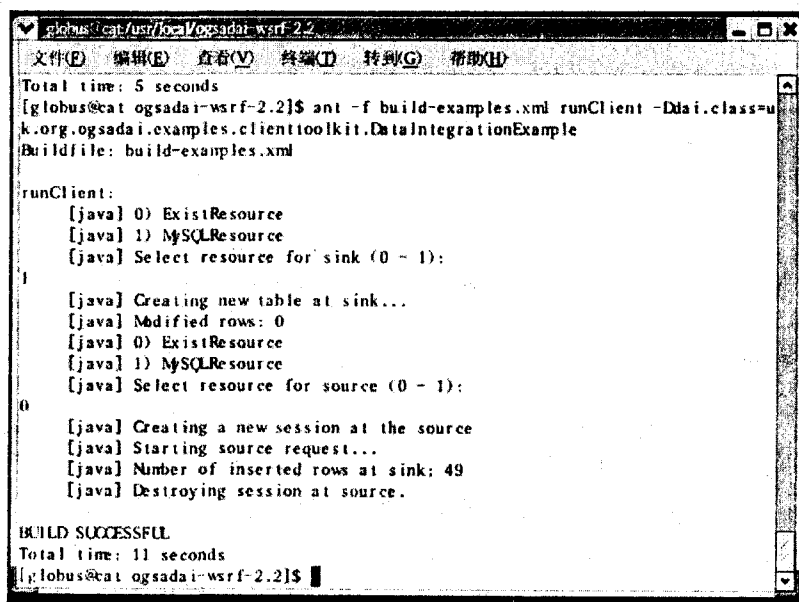 globus@cat:/usr/local/ogsadai-wsrf-2.2
文件(F) 编辑(E) 查看(V) 终端(T) 转到(G) 帮助(H)
Total time: 5 seconds
[globus@cat ogsadai-wsrf-2.2]$ ant -f build-examples.xml runClient -Ddai.class=u
k.org.ogsadai.examples.clienttoolkit.DataIntegrationExample
Buildfile: build-examples.xml
runClient:
[java] 0) ExistResource
[java] 1) MySQLResource
[java] Select resource for sink (0 - 1):
1
[java] Creating new table at sink...
[java] Modified rows: 0
[java] 0) ExistResource
[java] 1) MySQLResource
[java] Select resource for source (0 - 1):
0
[java] Creating a new session at the source
[java] Starting source request...
[java] Number of inserted rows at sink: 49
[java] Destroying session at source.
BUILD SUCCESSFUL
Total time: 11 seconds
[globus@cat ogsadai-wsrf-2.2]$